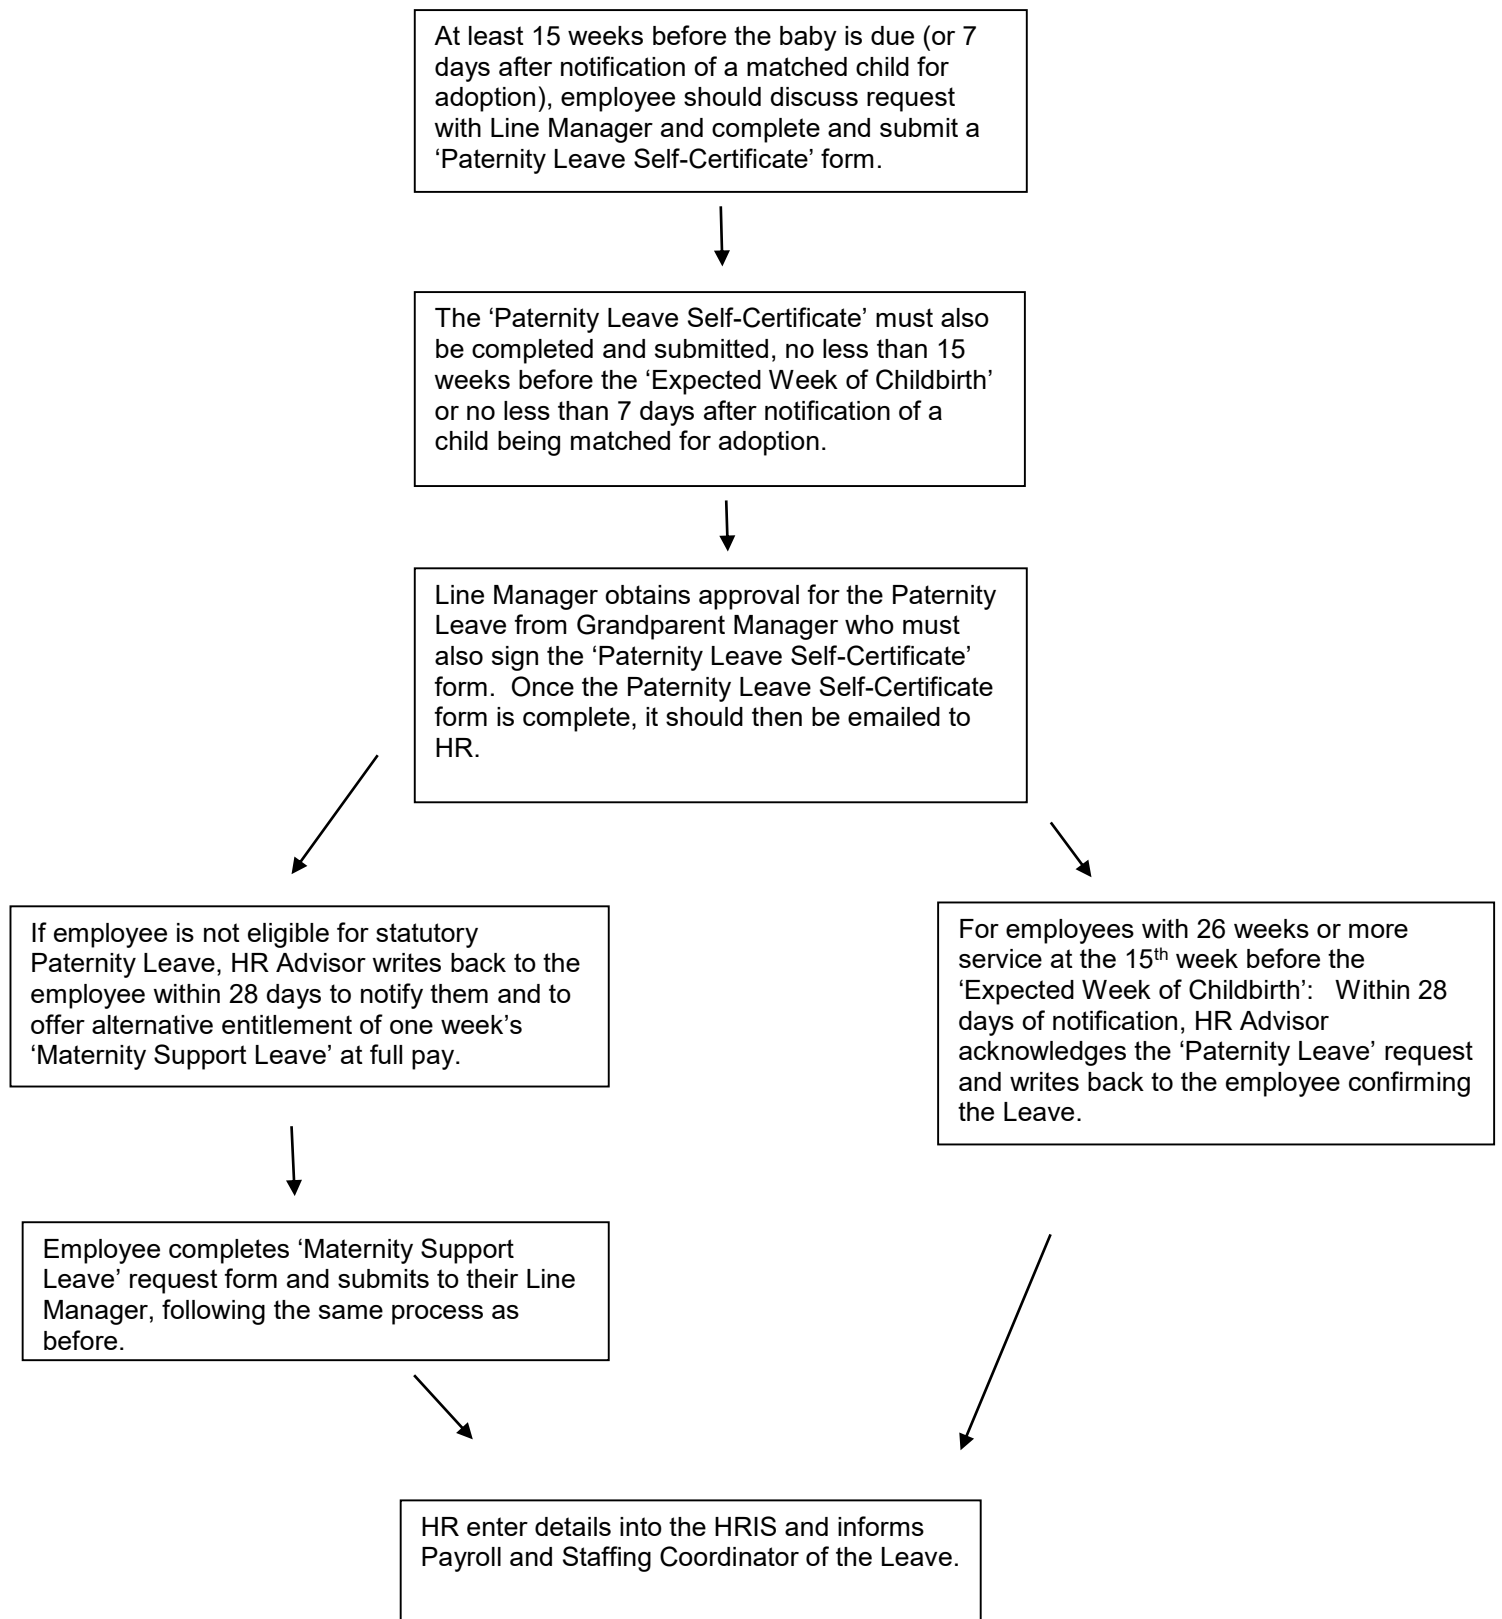 At least 15 weeks before the baby is due (or 7
days after notification of a matched child for
adoption), employee should discuss request
with Line Manager and complete and submit a
‘Paternity Leave Self-Certificate’ form.
The ‘Paternity Leave Self-Certificate’ must also
be completed and submitted, no less than 15
weeks before the ‘Expected Week of Childbirth’
or no less than 7 days after notification of a
child being matched for adoption.
Line Manager obtains approval for the Paternity
Leave from Grandparent Manager who must
also sign the ‘Paternity Leave Self-Certificate’
form.  Once the Paternity Leave Self-Certificate
form is complete, it should then be emailed to
HR.
If employee is not eligible for statutory
Paternity Leave, HR Advisor writes back to the
employee within 28 days to notify them and to
offer alternative entitlement of one week’s
‘Maternity Support Leave’ at full pay.
For employees with 26 weeks or more
service at the 15th week before the
‘Expected Week of Childbirth’:   Within 28
days of notification, HR Advisor
acknowledges the ‘Paternity Leave’ request
and writes back to the employee confirming
the Leave.
Employee completes ‘Maternity Support
Leave’ request form and submits to their Line
Manager, following the same process as
before.
HR enter details into the HRIS and informs
Payroll and Staffing Coordinator of the Leave.